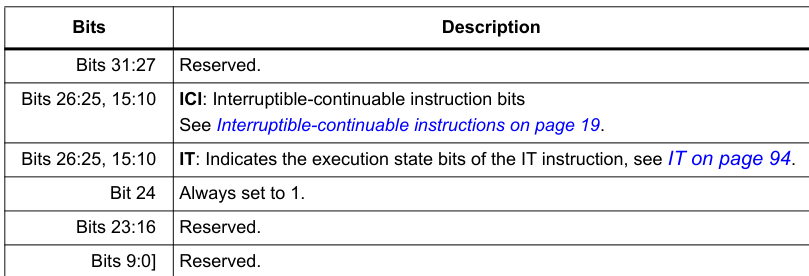 Bits Description
Bits 31:27 Reserved.
Bits 26:25, 15:10 ICI: Interruptible-continuable instruction bits
See Interruptible-continuable instructions on page 19.
Bits 26:25, 15:10 IT: Indicates the execution state bits of the IT instruction, see IT on page 94.
Bit 24 Always set to 1.
Bits 23:16 Reserved.
Bits 9:0] Reserved.